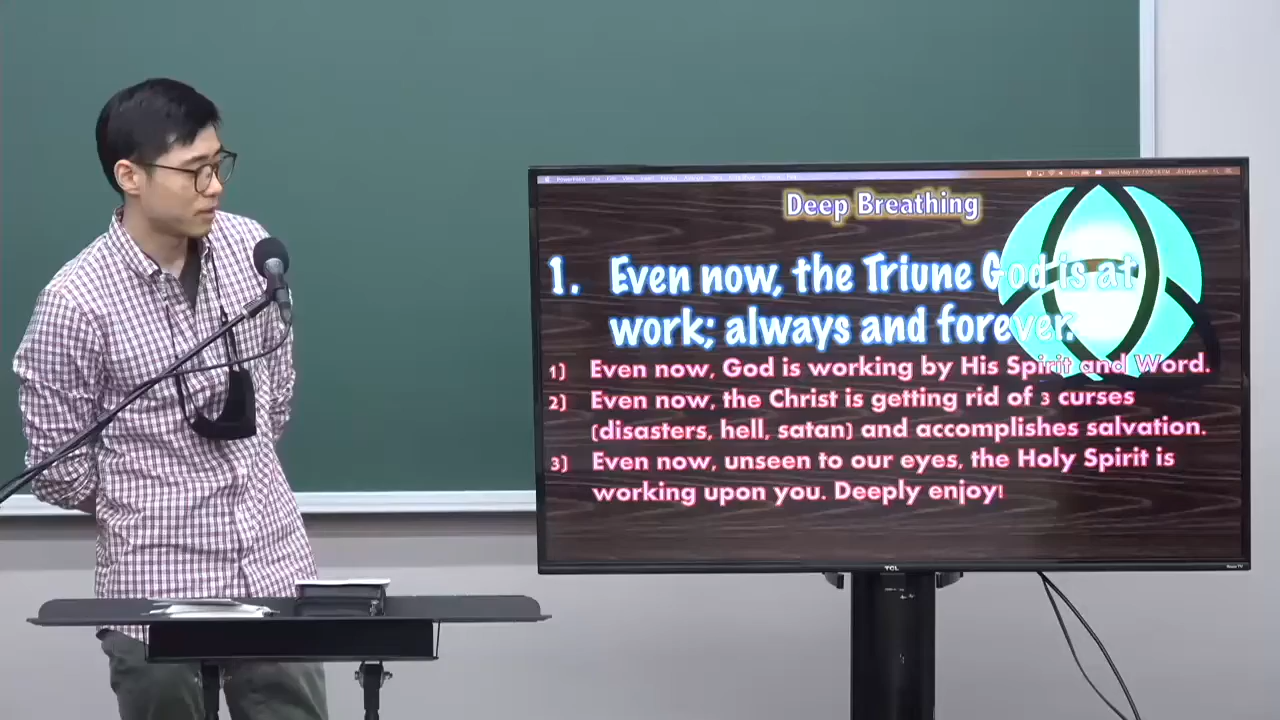 Deep Breathing
1. Even now, the Triune God is at
work; always and forever.
1) Even now, God is working by His Spirit and Word.
2) Even now, the Christ is getting rid of 3 curses
(disasters, hell, satan) and accomplishes salvation.
3) Even now, unseen to our eyes, the Holy Spirit is
working upon you. Deeply enjoy!
TCL
Roku TV